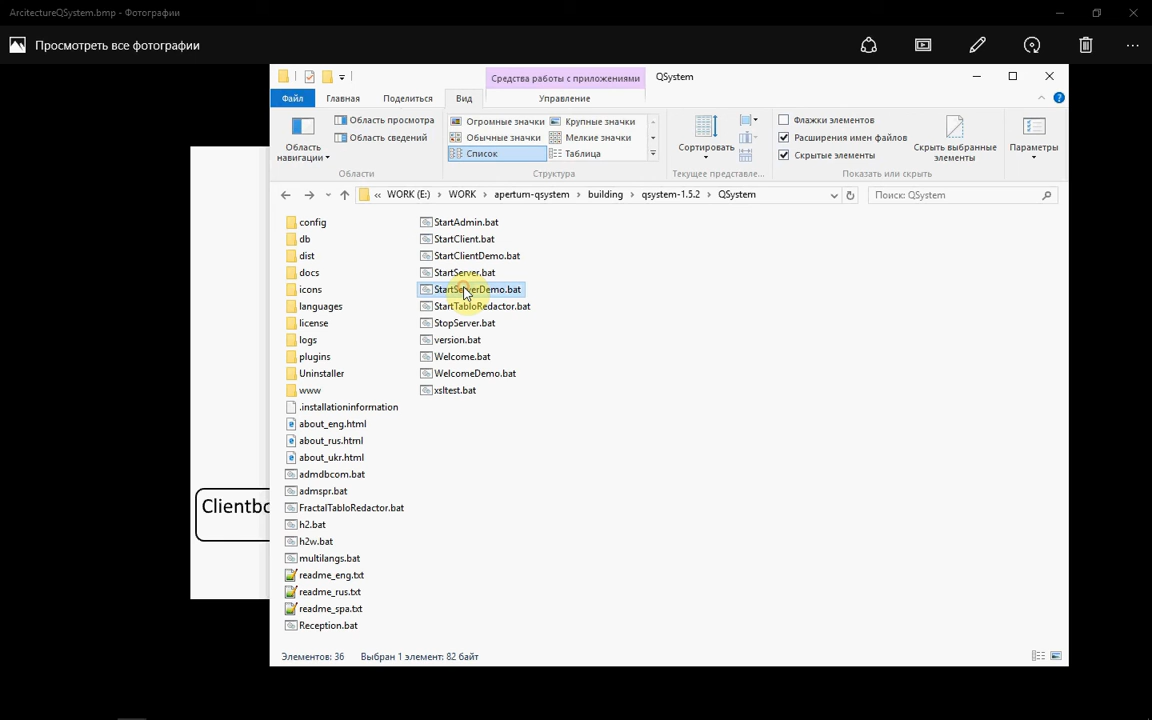 ArcitectureQSystem.bmp - Фотографии
Просмотреть все фотографии
Средства работы с приложениями
QSystem
Файл
Главная
Поделиться
Вид
Управление
Область навигации
Область просмотра
Область сведений
Области
Огромные значки
Крупные значки
Обычные значки
Мелкие значки
Список
Таблица
Структура
Сортировать
Текущее представле...
Флажки элементов
Расширения имен файлов
Скрытые элементы
Скрыть выбранные элементы
Показать или скрыть
Параметры
« WORK (E:) › WORK › apertum-qsystem › building › qsystem-1.5.2 › QSystem
Поиск: QSystem
config
db
dist
docs
icons
languages
license
logs
plugins
Uninstaller
www
.installationinformation
about_eng.html
about_rus.html
about_ukr.html
admdbcom.bat
admspr.bat
FractalTabloRedactor.bat
h2.bat
h2w.bat
multilangs.bat
readme_eng.txt
readme_rus.txt
readme_spa.txt
Reception.bat
StartAdmin.bat
StartClient.bat
StartClientDemo.bat
StartServer.bat
StartServerDemo.bat
StartTabloRedactor.bat
StopServer.bat
version.bat
Welcome.bat
WelcomeDemo.bat
xsltest.bat
Элементов: 36
Выбран 1 элемент: 82 байт